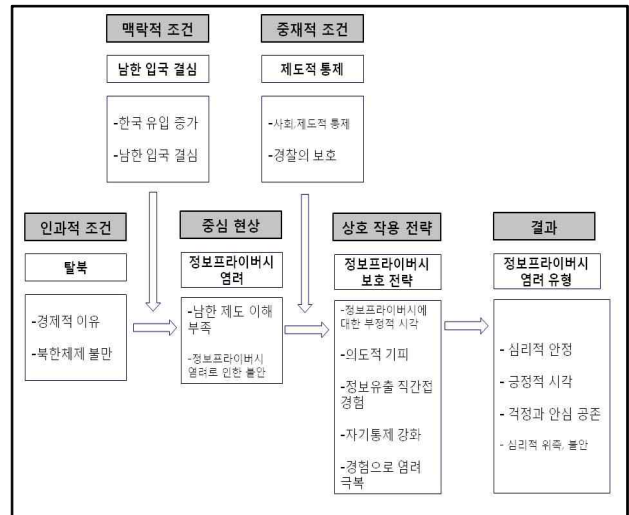 맥락적 조건
남한 입국 결심
-한국 유입 증가
-남한 입국 결심
중재적 조건
제도적 통제
-사회,제도적 통제
-경찰의 보호
인과적 조건
탈북
-경제적 이유
-북한체제 불만
중심 현상
정보프라이버시
염려
-남한 제도 이해
부족
-정보프라이버시
염려로 인한 불안
상호 작용 전략
정보프라이버시
보호 전략
-정보프라이버시에
대한 부정적 시각
-의도적 기피
-정보유출 직간접
경험
-자기통제 강화
-경험으로 염려
극복
결과
정보프라이버시
염려 유형
- 심리적 안정
- 긍정적 시각
- 걱정과 안심 공존
- 심리적 위축, 불안